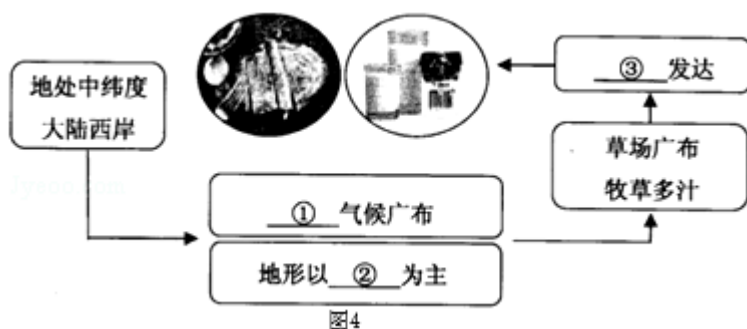 地处中纬度
大陆西岸
①气候广布
地形以②为主
草场广布
牧草多汁
③发达
图4